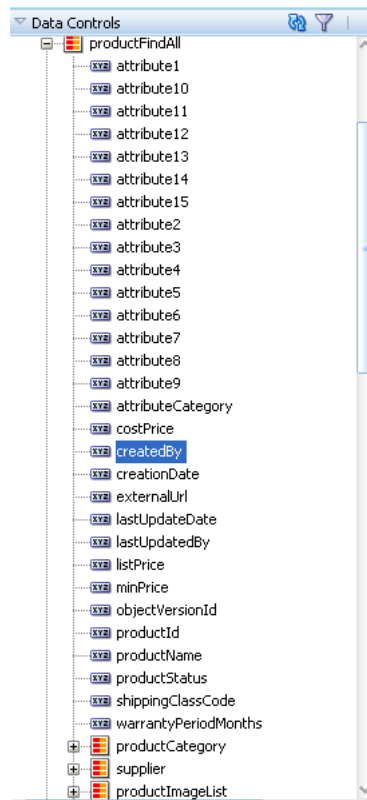 Data Controls
productFindAll
attribute1
attribute10
attribute11
attribute12
attribute13
attribute14
attribute15
attribute2
attribute3
attribute4
attribute5
attribute6
attribute7
attribute8
attribute9
attributeCategory
costPrice
createdBy
creationDate
externalUrl
lastUpdateDate
lastUpdatedBy
listPrice
minPrice
objectVersionId
productId
productName
productStatus
shippingClassCode
warrantyPeriodMonths
productCategory
supplier
productImageList